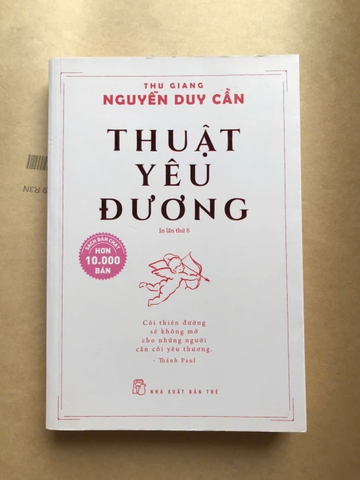 THU GIANG
NGUYỄN DUY CẦN
THUẬT
YÊU
ĐƯƠNG
In lần thứ 8
SÁCH BÁN CHẠY
HƠN
10.000
BẢN
Cõi thiên đường
sẽ không mở
cho những người
cằn cỗi yêu thương.
- Thánh Paul
NHÀ XUẤT BẢN TRẺ